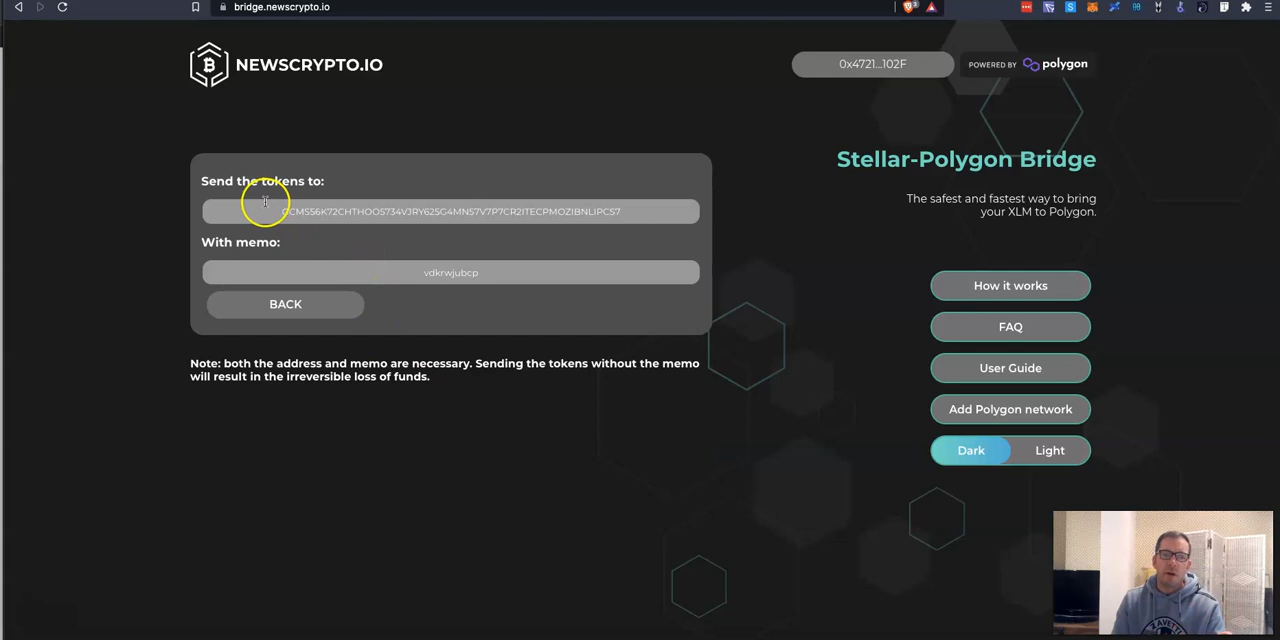 bridge.newscrypto.io
NEWSCRYPTO.IO
0x4721...102F
POWERED BY polygon
Stellar-Polygon Bridge
The safest and fastest way to bring
your XLM to Polygon.
Send the tokens to:
With memo:
vdkrwjubcp
BACK
Note: both the address and memo are necessary. Sending the tokens without the memo
will result in the irreversible loss of funds.
How it works
FAQ
User Guide
Add Polygon network
Dark
Light